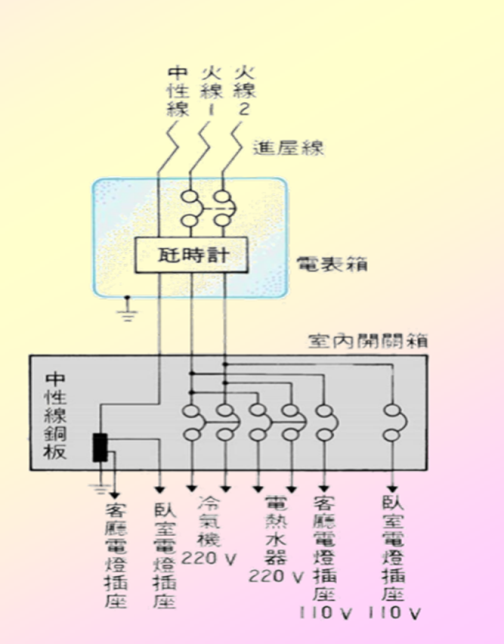 中性線
火線1
火線2
進屋線
瓩時計
電表箱
室內開關箱
中性線銅板
客廳電燈插座
臥室電燈插座
冷氣機
220 V
電熱水器
220 V
客廳電燈插座
110 V
臥室電燈插座
110 V